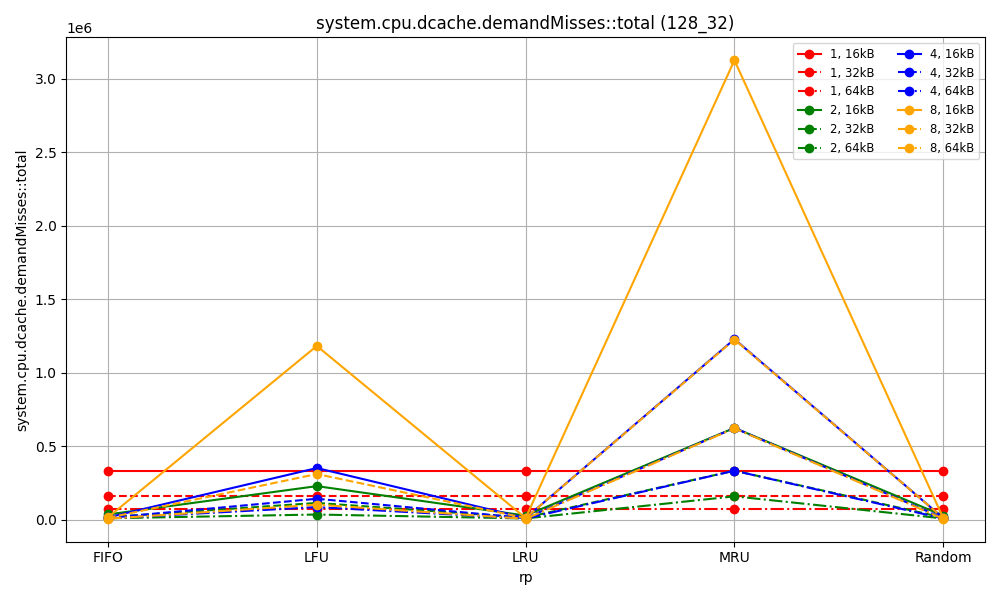 system.cpu.dcache.demandMisses::total (128_32)
1e6
3.0
2.5
2.0
1.5
1.0
0.5
0.0
system.cpu.dcache.demandMisses::total
1, 16kB
1, 32kB
1, 64kB
2, 16kB
2, 32kB
2, 64kB
4, 16kB
4, 32kB
4, 64kB
8, 16kB
8, 32kB
8, 64kB
FIFO LFU LRU MRU Random
rp